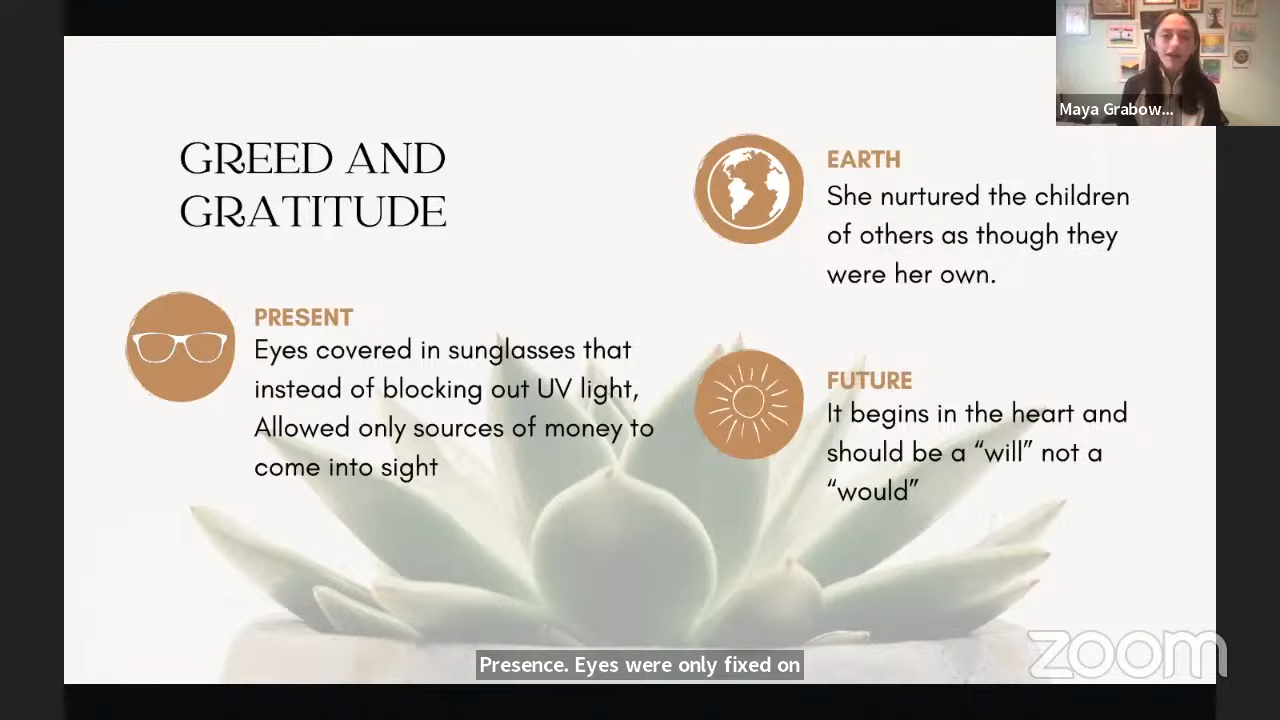 Maya Grabow...
GREED AND
GRATITUDE
PRESENT
Eyes covered in sunglasses that
instead of blocking out UV light,
Allowed only sources of money to
come into sight
EARTH
She nurtured the children
of others as though they
were her own.
FUTURE
It begins in the heart and
should be a “will” not a
“would”
Presence. Eyes were only fixed on
zoom